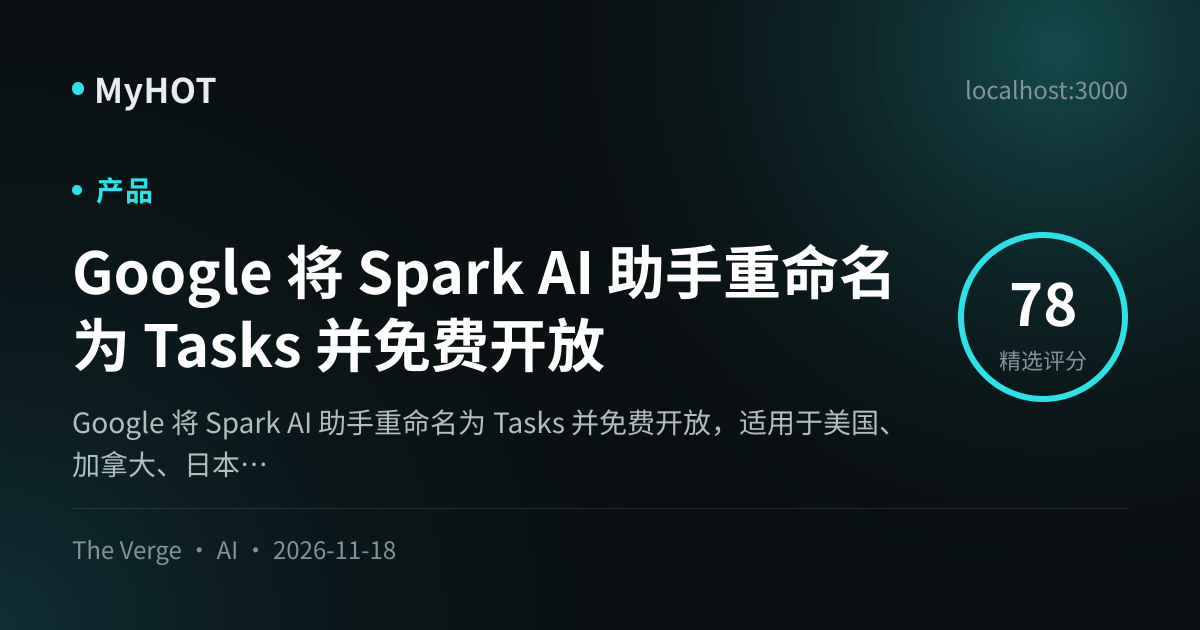 MyHOT
localhost:3000
产品
Google 将 Spark AI 助手重命名
为 Tasks 并免费开放
78
精选评分
Google 将 Spark AI 助手重命名为 Tasks 并免费开放，适用于美国、
加拿大、日本…
The Verge · AI · 2026-11-18